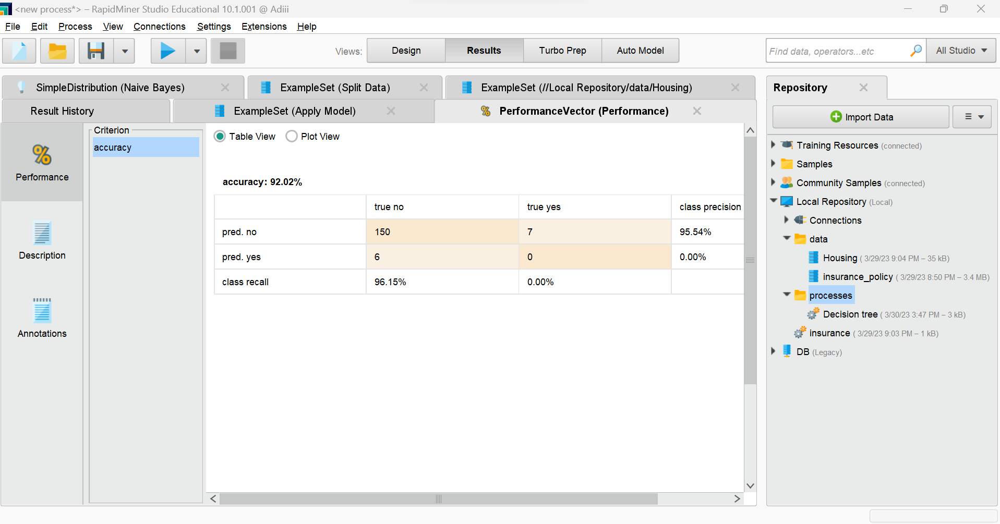 <new process*> – RapidMiner Studio Educational 10.1.001 @ Adiii
File Edit Process View Connections Settings Extensions Help
Views: Design Results Turbo Prep Auto Model Find data, operators...etc All Studio
SimpleDistribution (Naive Bayes) ExampleSet (Split Data) ExampleSet (//Local Repository/data/Housing)
Result History ExampleSet (Apply Model) PerformanceVector (Performance)
Performance
Description
Annotations
Criterion
accuracy
Table View Plot View
accuracy: 92.02%
true no true yes class precision
pred. no 150 7 95.54%
pred. yes 6 0 0.00%
class recall 96.15% 0.00%
Repository
Import Data
Training Resources (connected)
Samples
Community Samples (connected)
Local Repository (Local)
Connections
data
Housing ( 3/29/23 9:04 PM – 35 kB)
insurance_policy ( 3/29/23 8:50 PM – 3.4 MB)
processes
Decision tree ( 3/30/23 3:47 PM – 3 kB)
insurance ( 3/29/23 9:03 PM – 1 kB)
DB (Legacy)